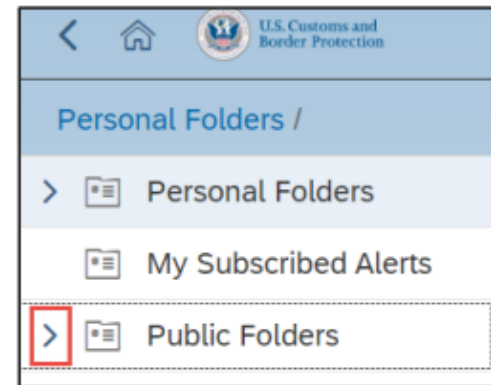 U.S. Customs and
Border Protection
Personal Folders /
Personal Folders
My Subscribed Alerts
Public Folders